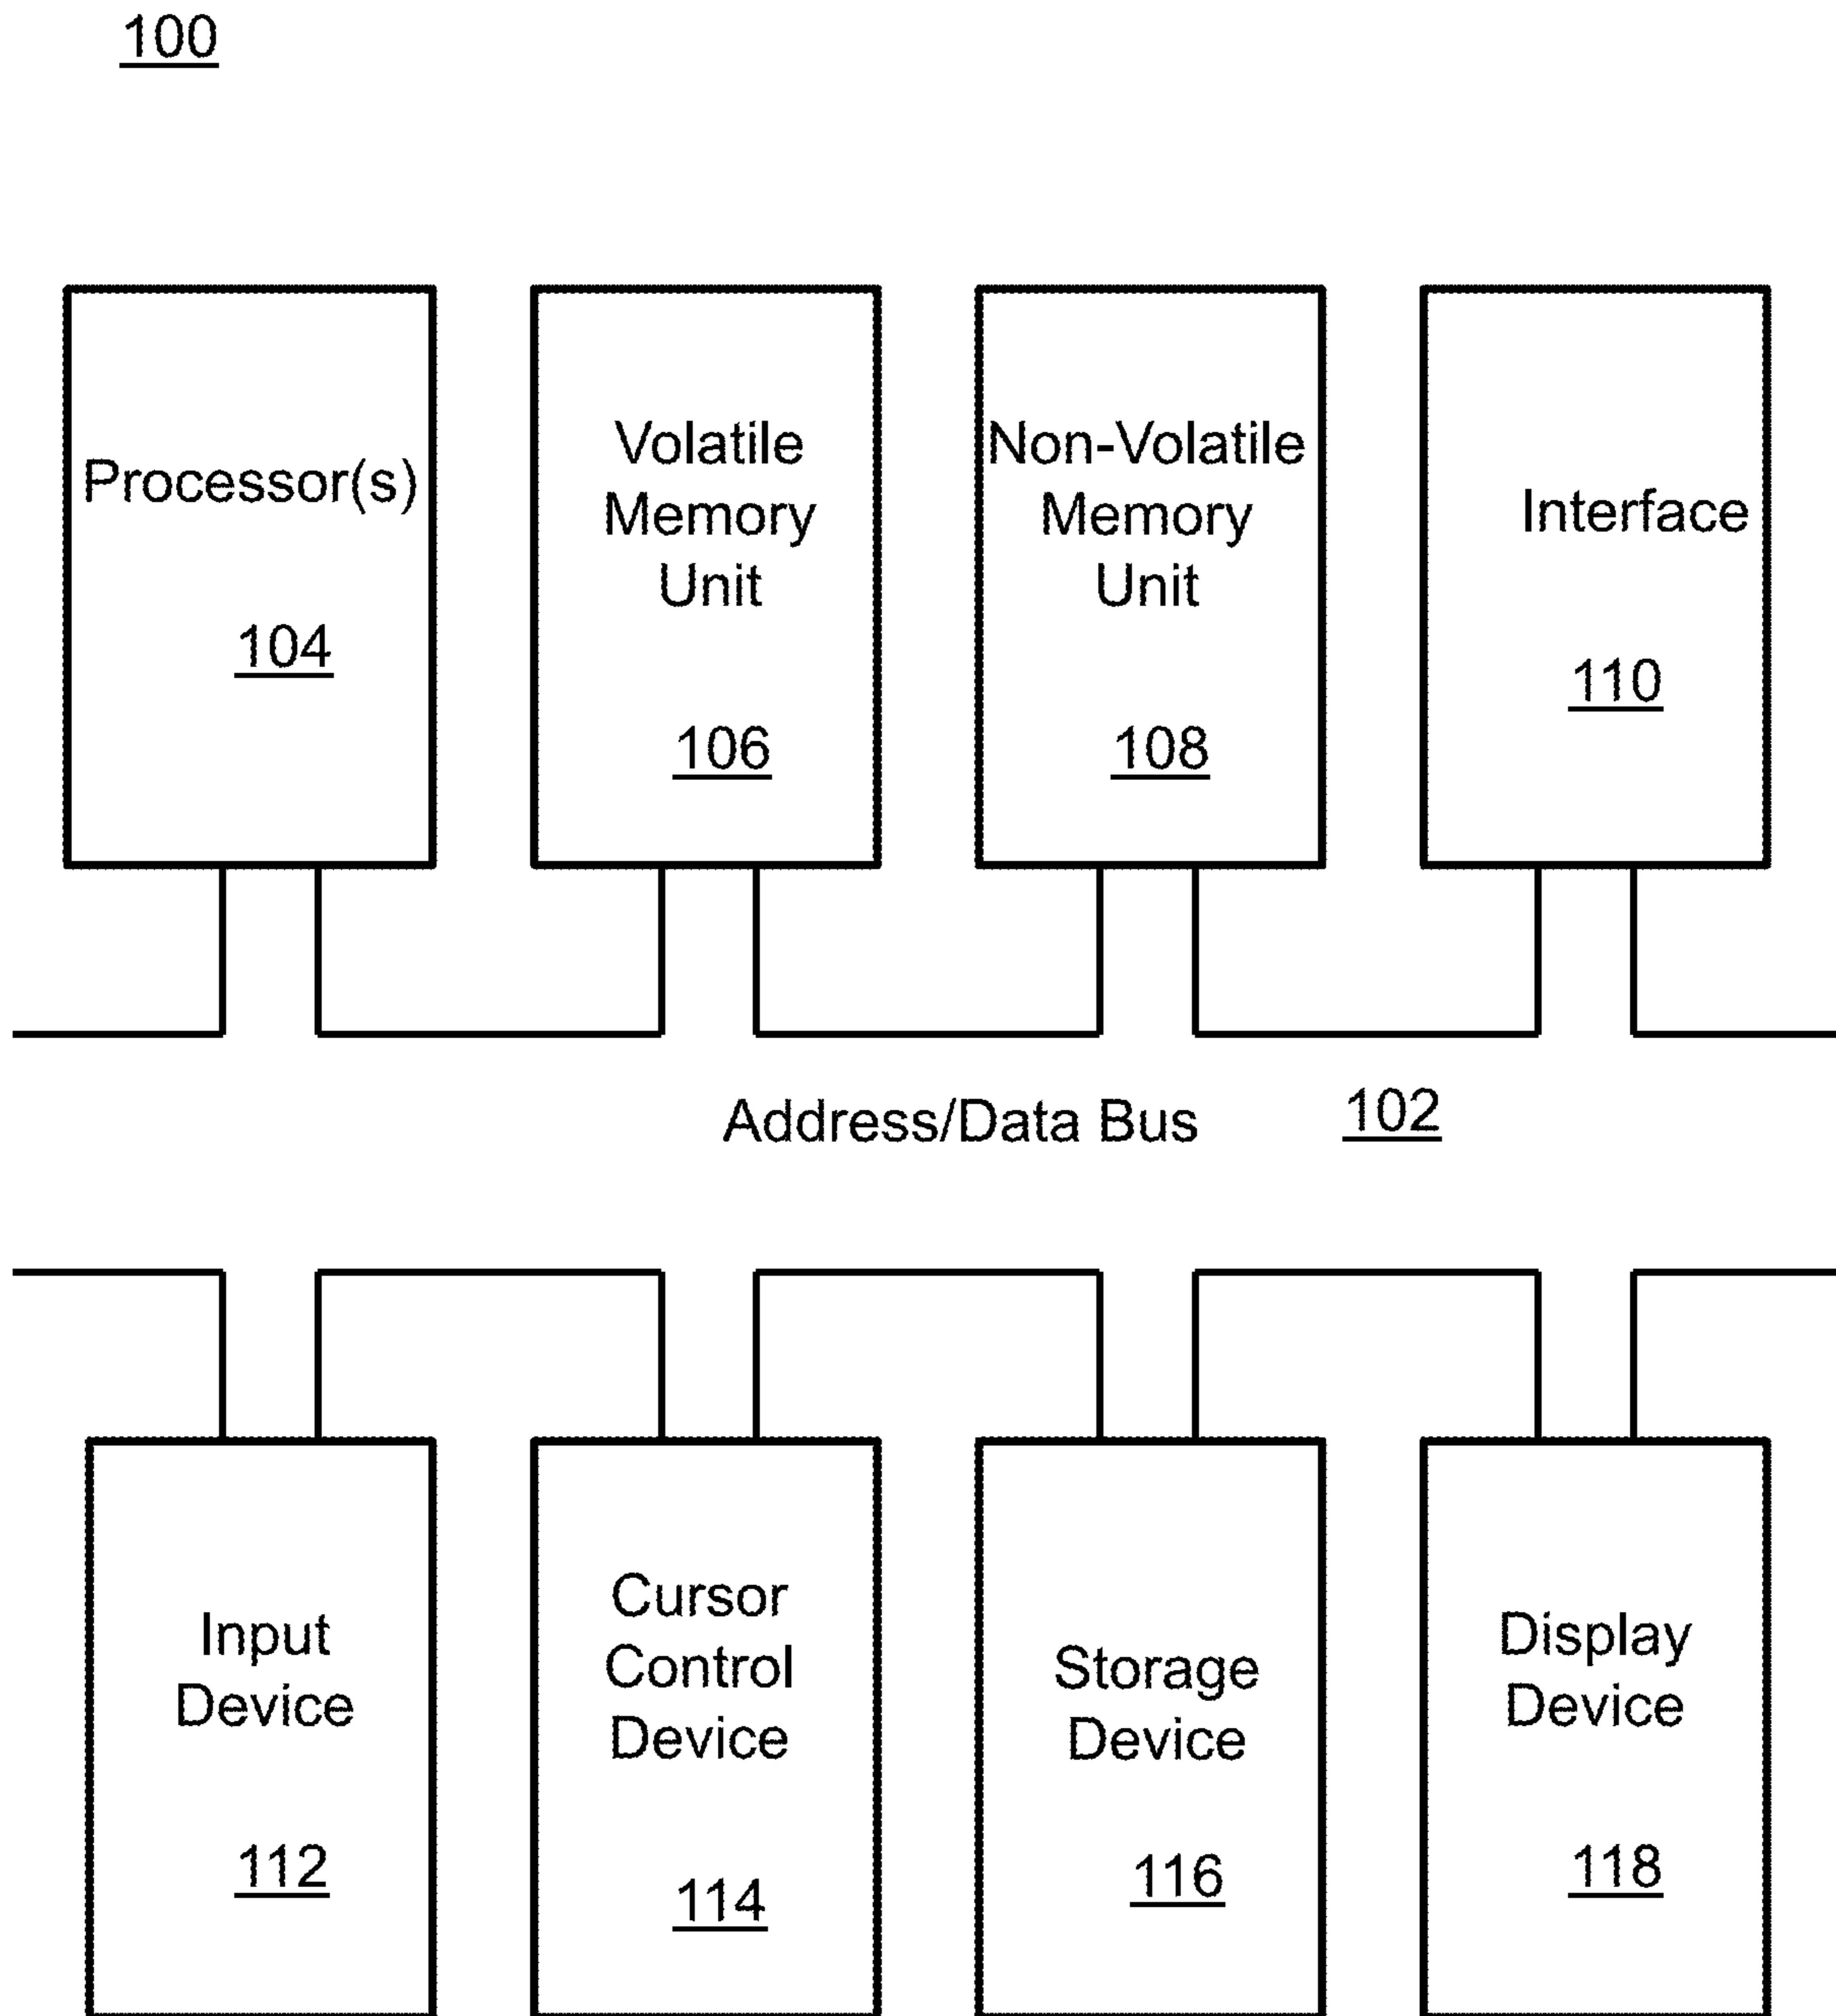 100
Processor(s)
104
Volatile
Memory
Unit
106
Non-Volatile
Memory
Unit
108
Interface
110
Address/Data Bus 102
Input
Device
112
Cursor
Control
Device
114
Storage
Device
116
Display
Device
118